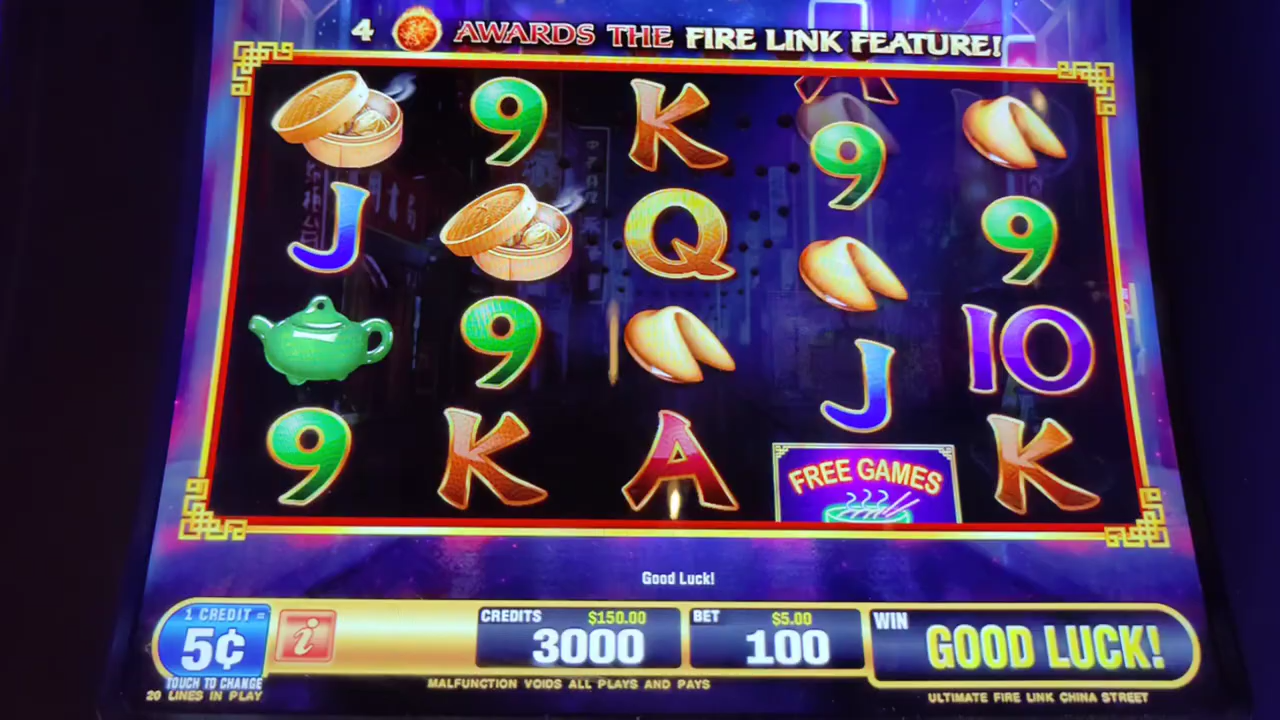 4 AWARDS THE FIRE LINK FEATURE!
9 K
9
J Q 9
9 10
J
9 K A FREE GAMES K
Good Luck!
1 CREDIT =
5¢
TOUCH TO CHANGE
20 LINES IN PLAY
i
CREDITS $150.00
3000
BET $5.00
100
WIN GOOD LUCK!
MALFUNCTION VOIDS ALL PLAYS AND PAYS
ULTIMATE FIRE LINK CHINA STREET